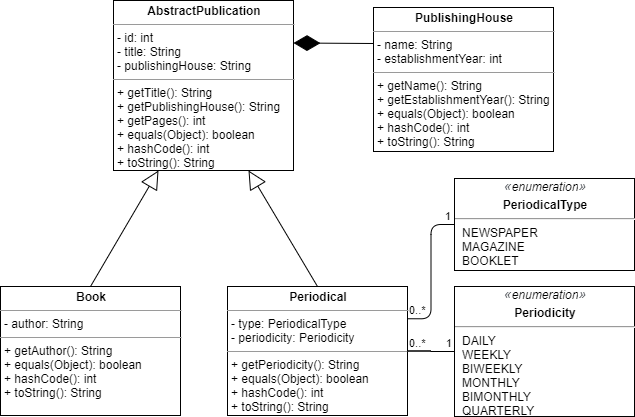 AbstractPublication
- id: int
- title: String
- publishingHouse: String
+ getTitle(): String
+ getPublishingHouse(): String
+ getPages(): int
+ equals(Object): boolean
+ hashCode(): int
+ toString(): String
PublishingHouse
- name: String
- establishmentYear: int
+ getName(): String
+ getEstablishmentYear(): String
+ equals(Object): boolean
+ hashCode(): int
+ toString(): String
«enumeration»
PeriodicalType
NEWSPAPER
MAGAZINE
BOOKLET
1
0..*
Book
- author: String
+ getAuthor(): String
+ equals(Object): boolean
+ hashCode(): int
+ toString(): String
Periodical
- type: PeriodicalType
- periodicity: Periodicity
+ getPeriodicity(): String
+ equals(Object): boolean
+ hashCode(): int
+ toString(): String
0..*
1
«enumeration»
Periodicity
DAILY
WEEKLY
BIWEEKLY
MONTHLY
BIMONTHLY
QUARTERLY